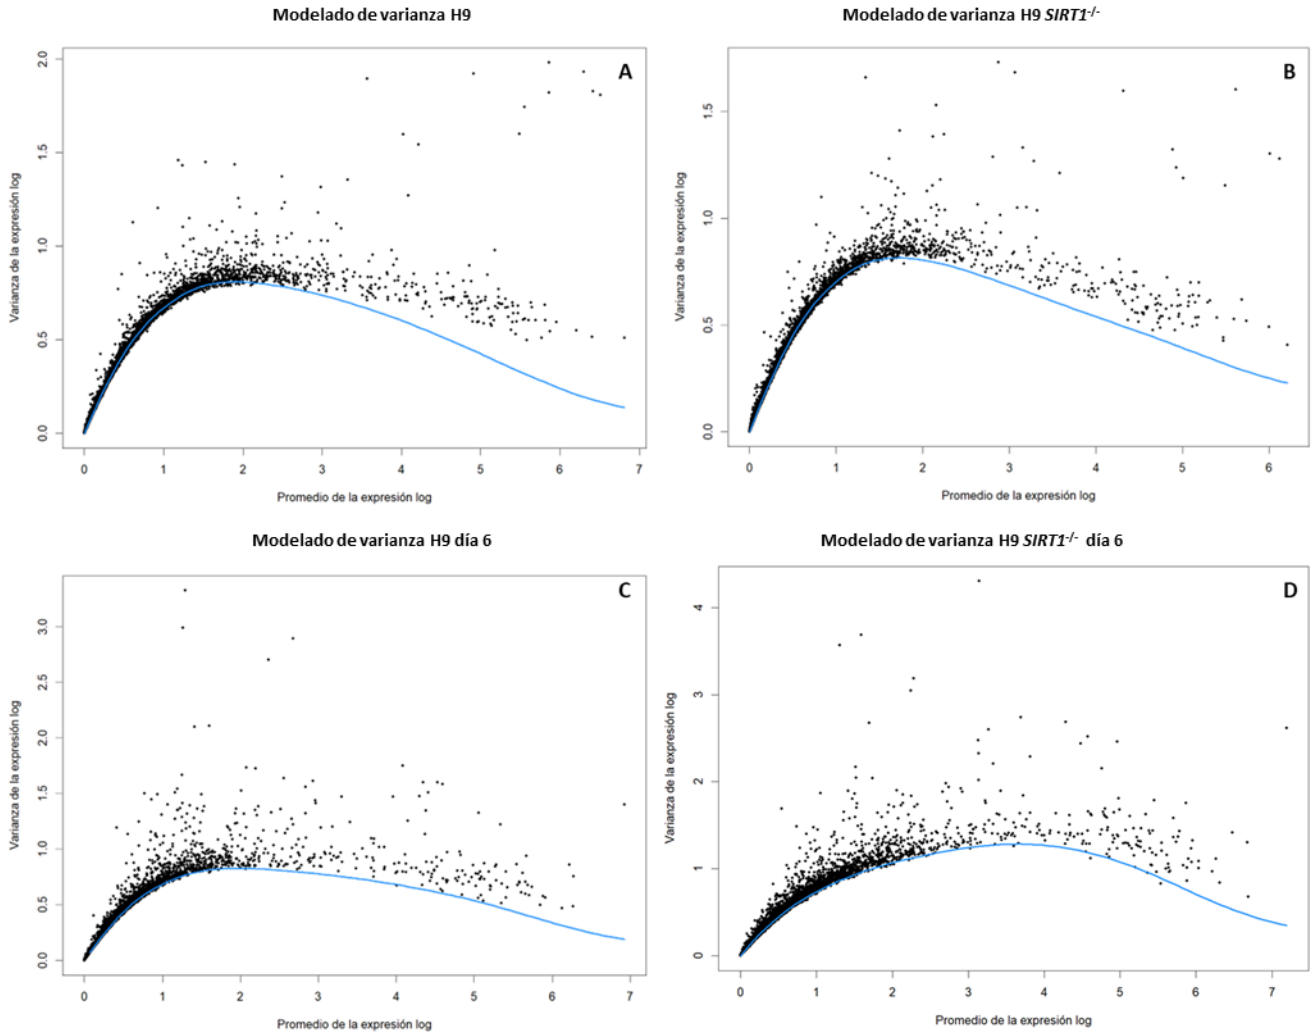 Modelado de varianza H9
A
Varianza de la expresión log
2.0
1.5
1.0
0.5
0.0
0 1 2 3 4 5 6 7
Promedio de la expresión log
Modelado de varianza H9 SIRT1-/-
B
Varianza de la expresión log
1.5
1.0
0.5
0.0
0 1 2 3 4 5 6
Promedio de la expresión log
Modelado de varianza H9 día 6
C
Varianza de la expresión log
3.0
2.5
2.0
1.5
1.0
0.5
0.0
0 1 2 3 4 5 6 7
Promedio de la expresión log
Modelado de varianza H9 SIRT1-/- día 6
D
Varianza de la expresión log
4
3
2
1
0
0 1 2 3 4 5 6 7
Promedio de la expresión log